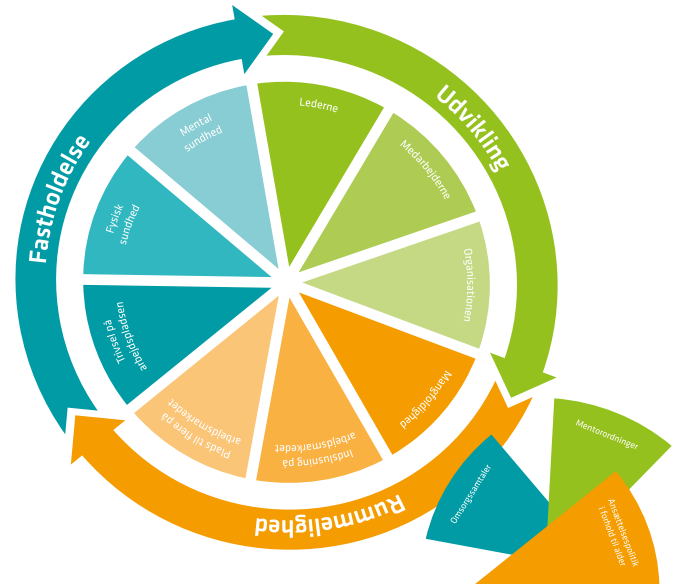 Fastholdelse
Udvikling
Rummelighed
Lederne
Medarbejderne
Organisationen
Mangfoldighed
Indslusning på
arbejdsmarkedet
Plads til flere på
arbejdsmarkedet
Trivsel på
arbejdspladsen
Fysisk
sundhed
Mental
sundhed
Mentorordninger
Omsorgssamtaler
Ansættelsespolitik
i forhold til alder